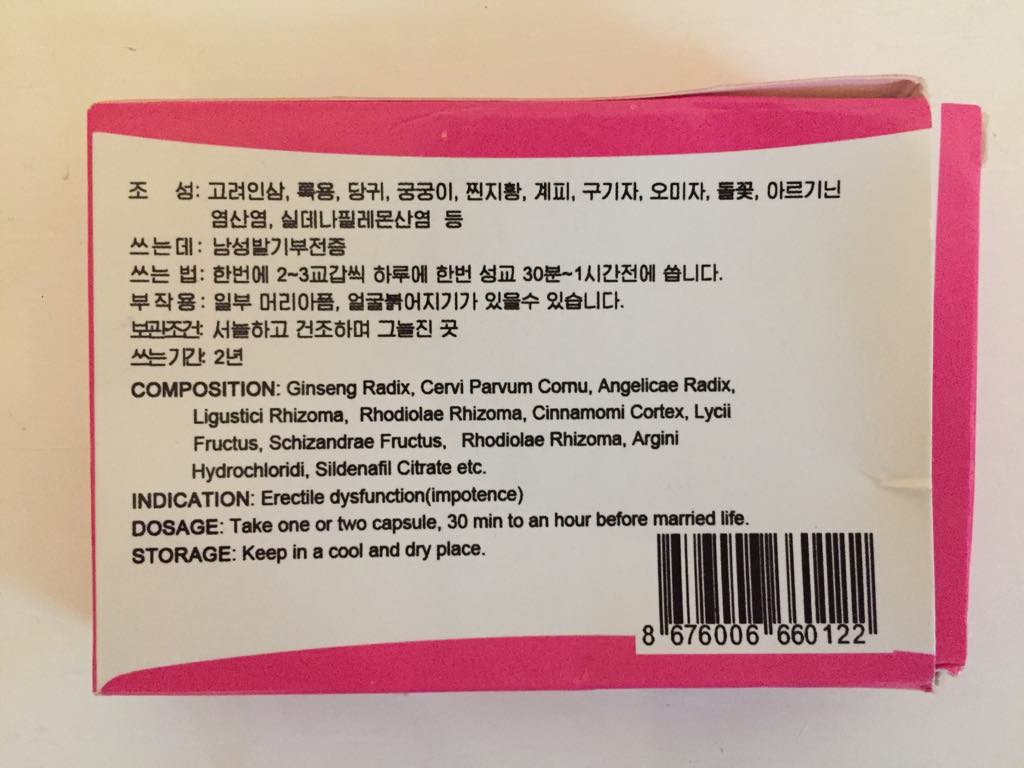 조 성: 고려인삼, 록용, 당귀, 궁궁이, 찐지황, 계피, 구기자, 오미자, 돌꽃, 아르기닌
염산염, 실데나필레몬산염 등
쓰는데: 남성발기부전증
쓰는 법: 한번에 2~3교갑씩 하루에 한번 성교 30분~1시간전에 씁니다.
부작용: 일부 머리아픔, 얼굴붉어지기가 있을수 있습니다.
보관조건: 서늘하고 건조하며 그늘진 곳
쓰는기간: 2년
COMPOSITION: Ginseng Radix, Cervi Parvum Cornu, Angelicae Radix,
Ligustici Rhizoma, Rhodiolae Rhizoma, Cinnamomi Cortex, Lycii
Fructus, Schizandrae Fructus, Rhodiolae Rhizoma, Argini
Hydrochloridi, Sildenafil Citrate etc.
INDICATION: Erectile dysfunction(impotence)
DOSAGE: Take one or two capsule, 30 min to an hour before married life.
STORAGE: Keep in a cool and dry place.
8 676006 660122